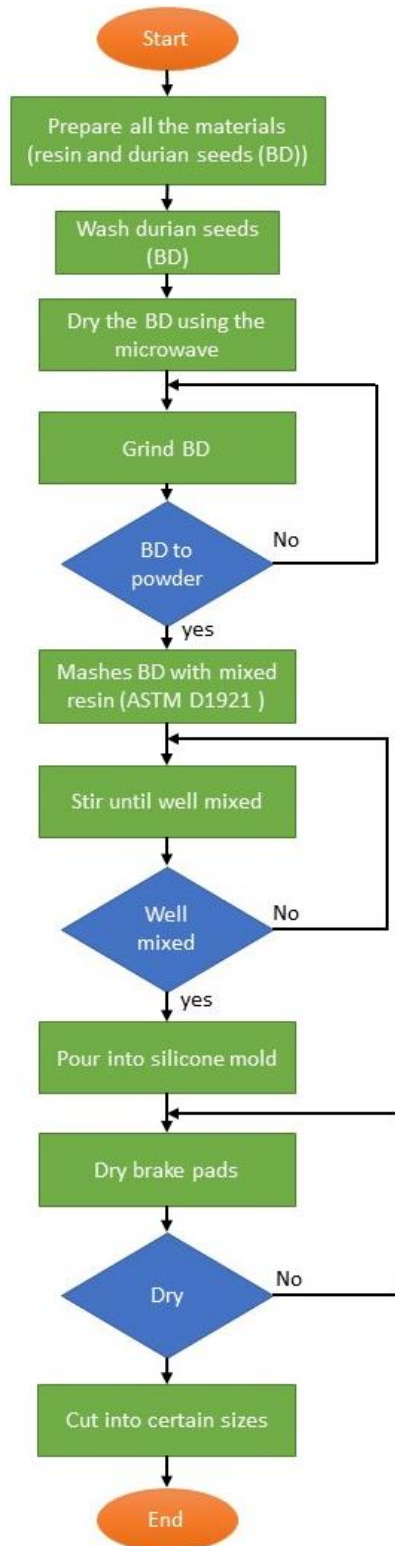 Start
Prepare all the materials
(resin and durian seeds (BD))
Wash durian seeds
(BD)
Dry the BD using the
microwave
Grind BD
BD to
powder
No
yes
Mashes BD with mixed
resin (ASTM D1921 )
Stir until well mixed
Well
mixed
No
yes
Pour into silicone mold
Dry brake pads
Dry
No
Cut into certain sizes
End